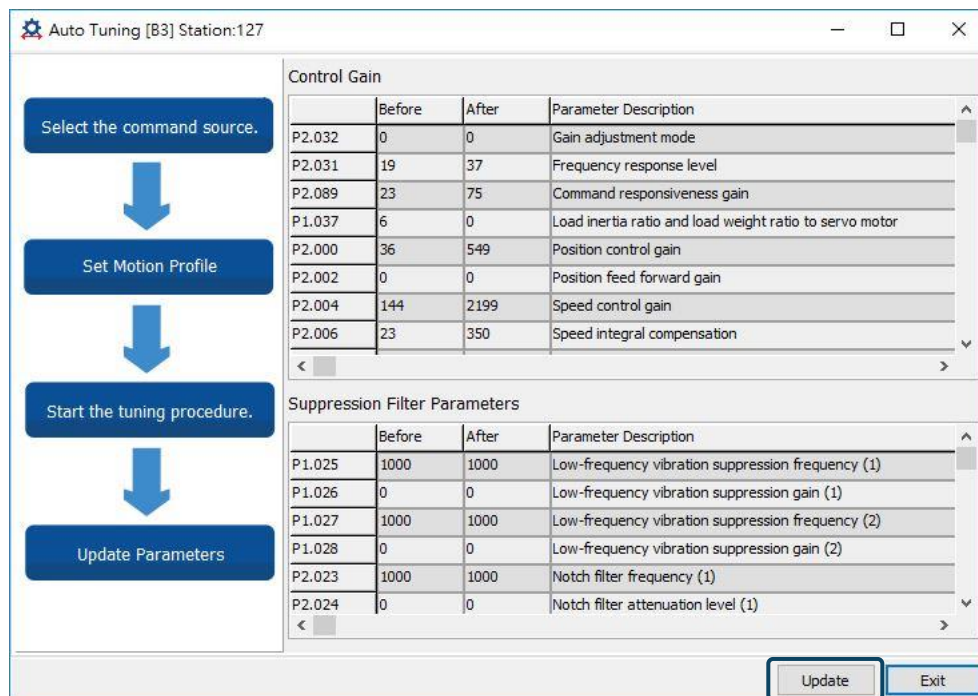 Auto Tuning [B3] Station:127
Select the command source.
Set Motion Profile
Start the tuning procedure.
Update Parameters
Control Gain
Before After Parameter Description
P2.032 0 0 Gain adjustment mode
P2.031 19 37 Frequency response level
P2.089 23 75 Command responsiveness gain
P1.037 6 0 Load inertia ratio and load weight ratio to servo motor
P2.000 36 549 Position control gain
P2.002 0 0 Position feed forward gain
P2.004 144 2199 Speed control gain
P2.006 23 350 Speed integral compensation
Suppression Filter Parameters
Before After Parameter Description
P1.025 1000 1000 Low-frequency vibration suppression frequency (1)
P1.026 0 0 Low-frequency vibration suppression gain (1)
P1.027 1000 1000 Low-frequency vibration suppression frequency (2)
P1.028 0 0 Low-frequency vibration suppression gain (2)
P2.023 1000 1000 Notch filter frequency (1)
P2.024 0 0 Notch filter attenuation level (1)
Update Exit